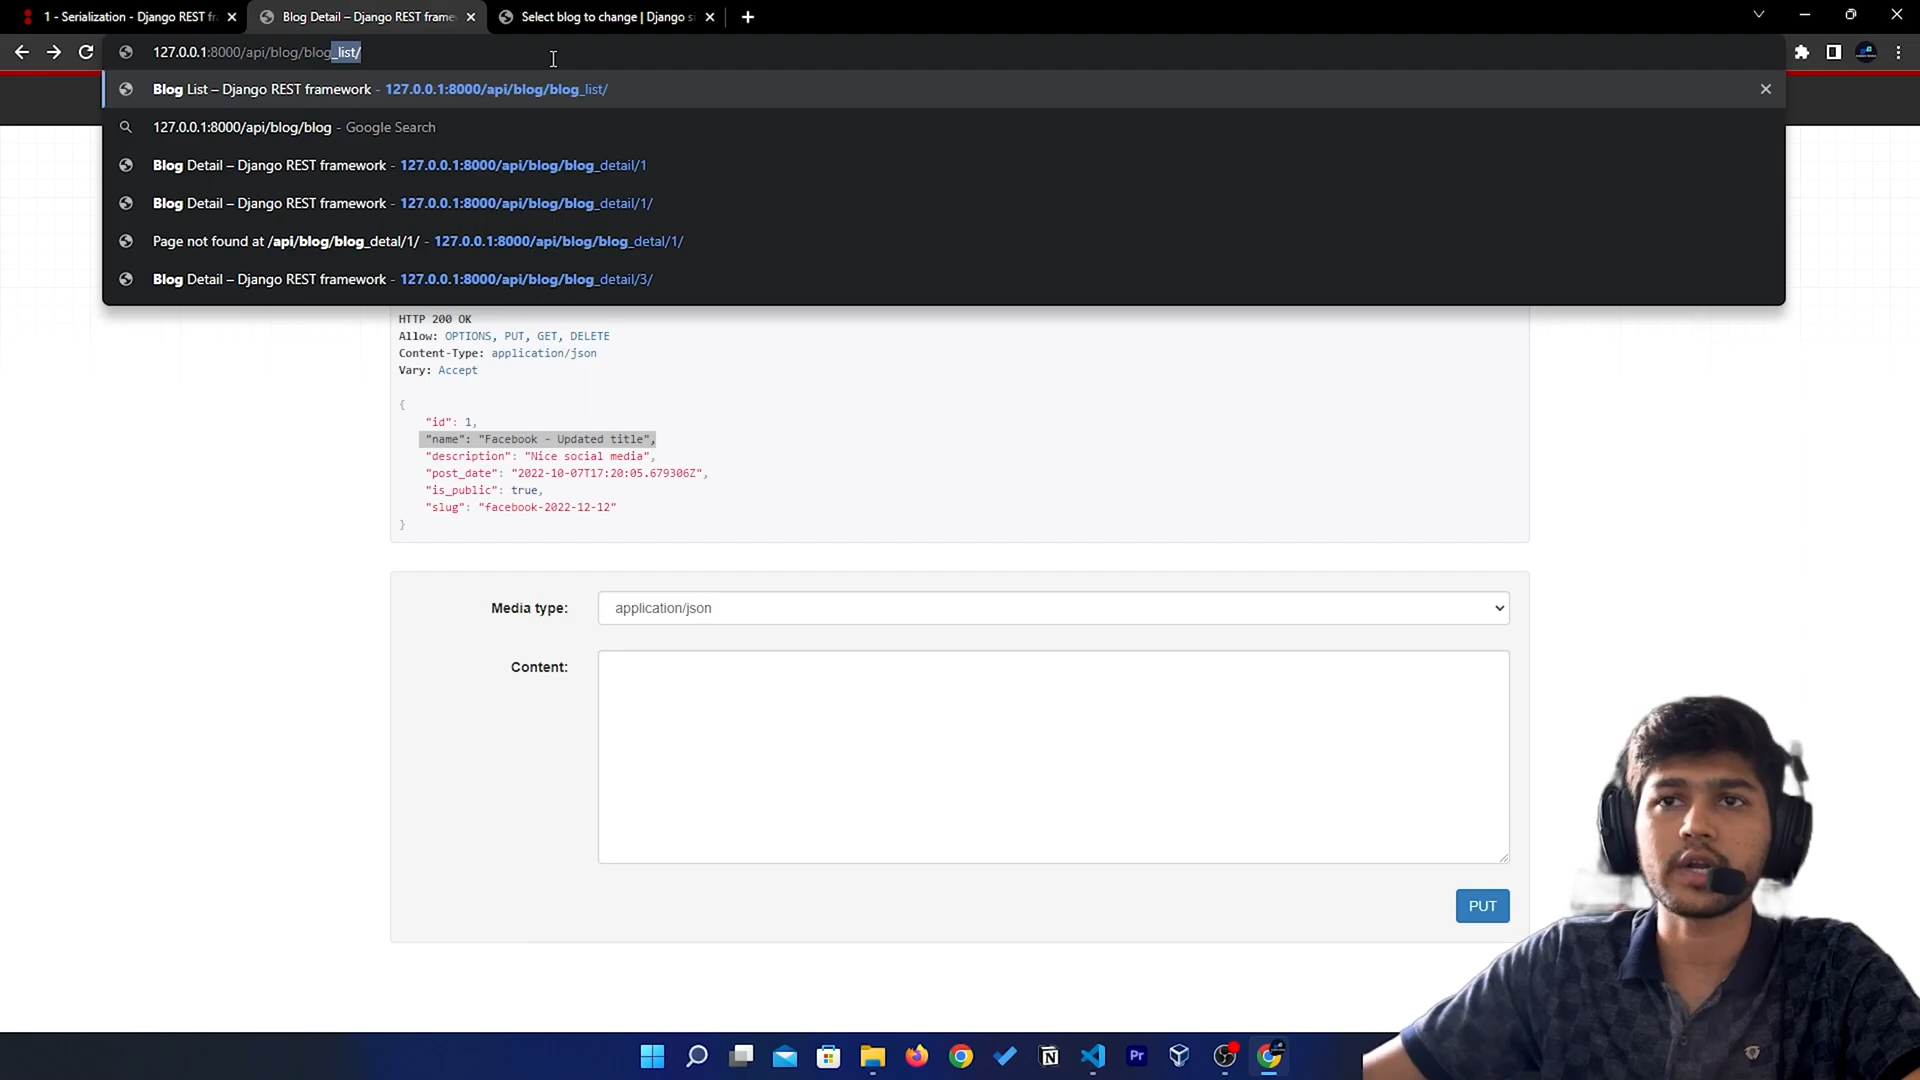 1 - Serialization - Django REST fr
Blog Detail – Django REST frame
Select blog to change | Django si
127.0.0.1:8000/api/blog/blog_list/
Blog List – Django REST framework - 127.0.0.1:8000/api/blog/blog_list/
127.0.0.1:8000/api/blog/blog - Google Search
Blog Detail – Django REST framework - 127.0.0.1:8000/api/blog/blog_detail/1
Blog Detail – Django REST framework - 127.0.0.1:8000/api/blog/blog_detail/1/
Page not found at /api/blog/blog_detal/1/ - 127.0.0.1:8000/api/blog/blog_detal/1/
Blog Detail – Django REST framework - 127.0.0.1:8000/api/blog/blog_detail/3/
HTTP 200 OK
Allow: OPTIONS, PUT, GET, DELETE
Content-Type: application/json
Vary: Accept
{
"id": 1,
"name": "Facebook - Updated title",
"description": "Nice social media",
"post_date": "2022-10-07T17:20:05.679306Z",
"is_public": true,
"slug": "facebook-2022-12-12"
}
Media type: application/json
Content:
PUT
Pr